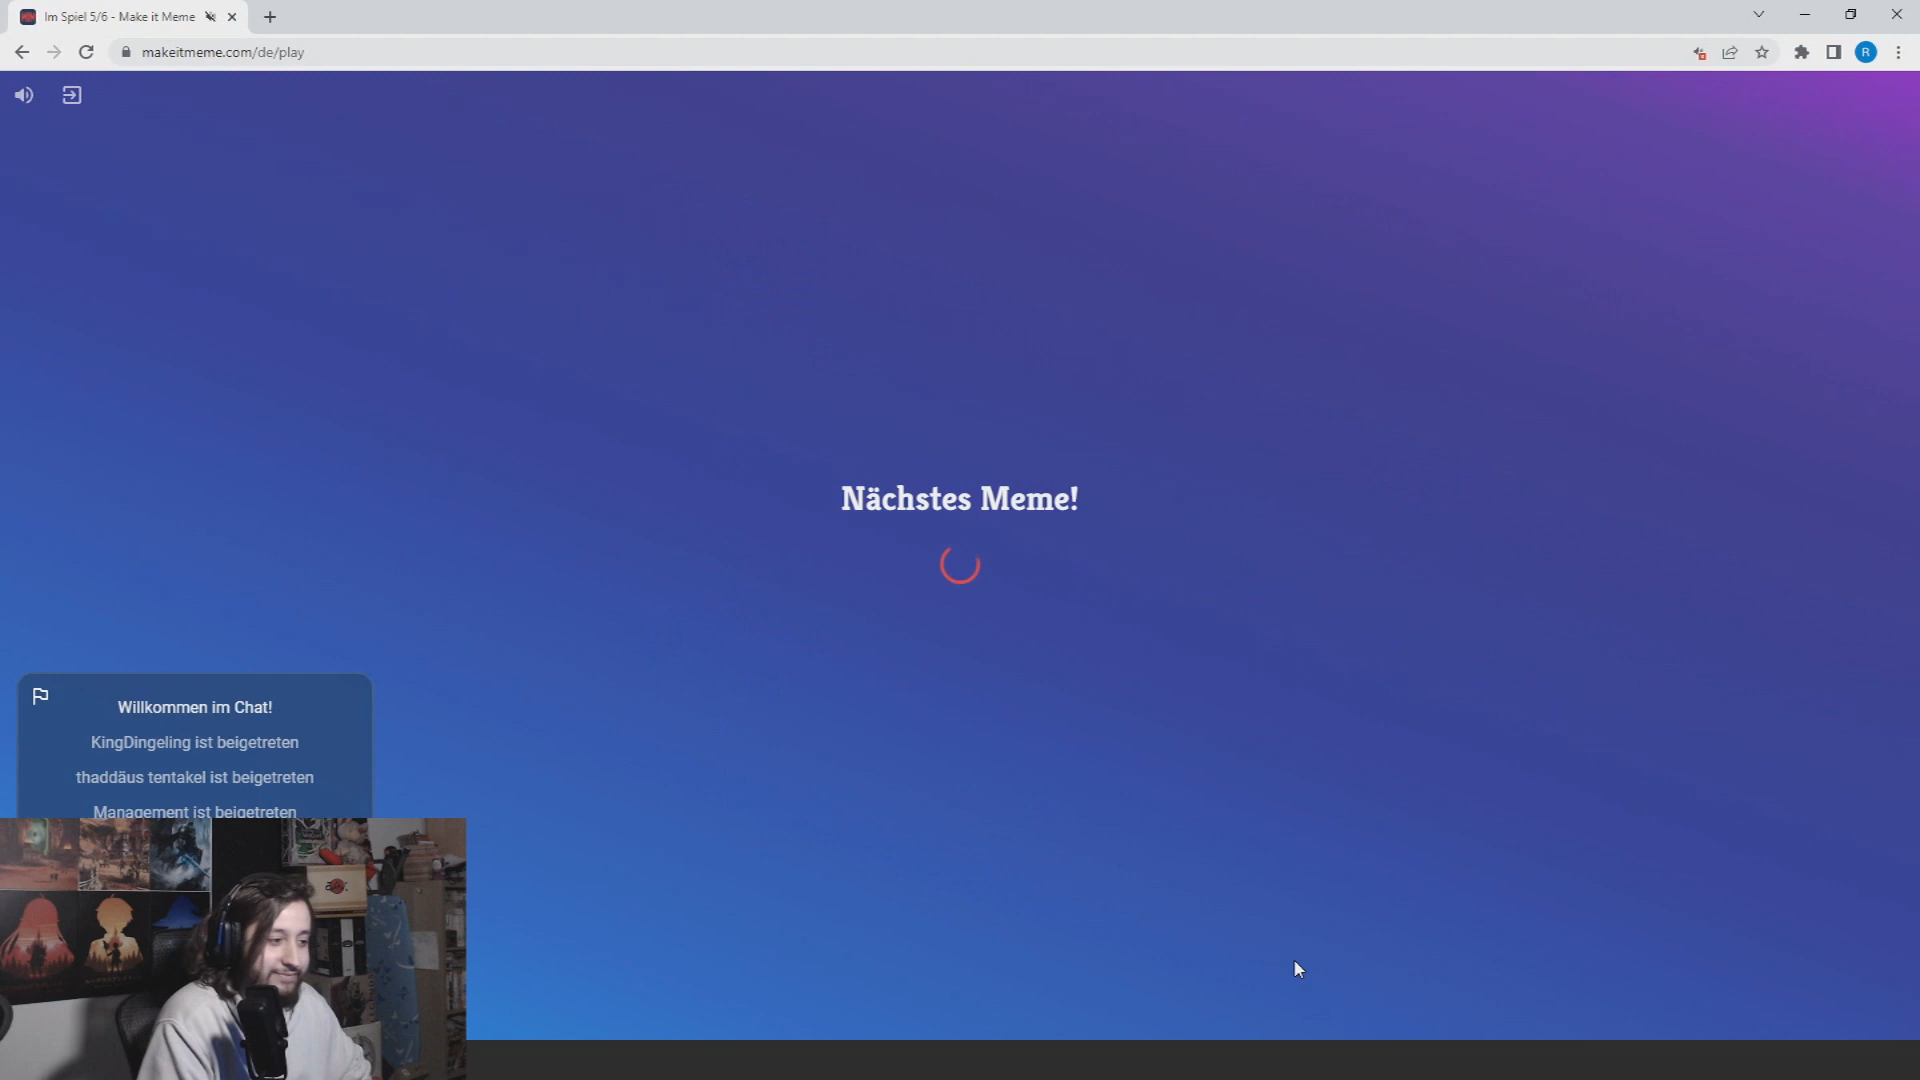 Im Spiel 5/6 - Make it Meme
makeitmeme.com/de/play
R
Nächstes Meme!
Willkommen im Chat!
KingDingeling ist beigetreten
thaddäus tentakel ist beigetreten
Management ist beigetreten